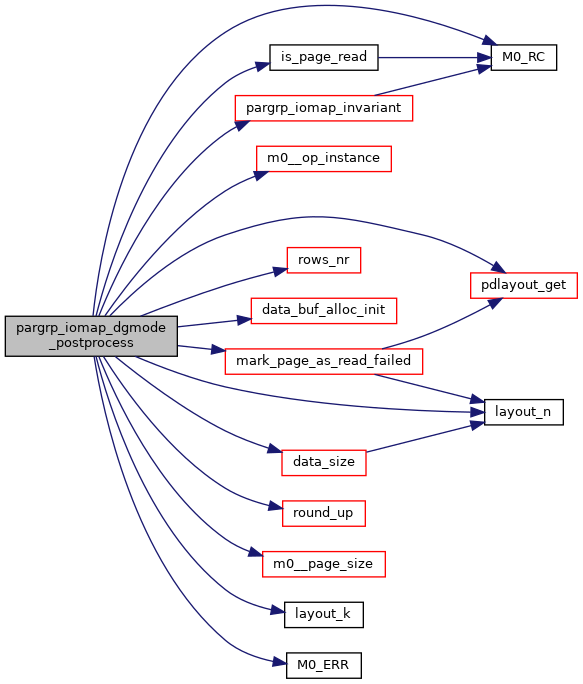 is_page_read
M0_RC
pargrp_iomap_invariant
m0__op_instance
rows_nr
pdlayout_get
data_buf_alloc_init
pargrp_iomap_dgmode
_postprocess
mark_page_as_read_failed
layout_n
data_size
round_up
m0__page_size
layout_k
M0_ERR